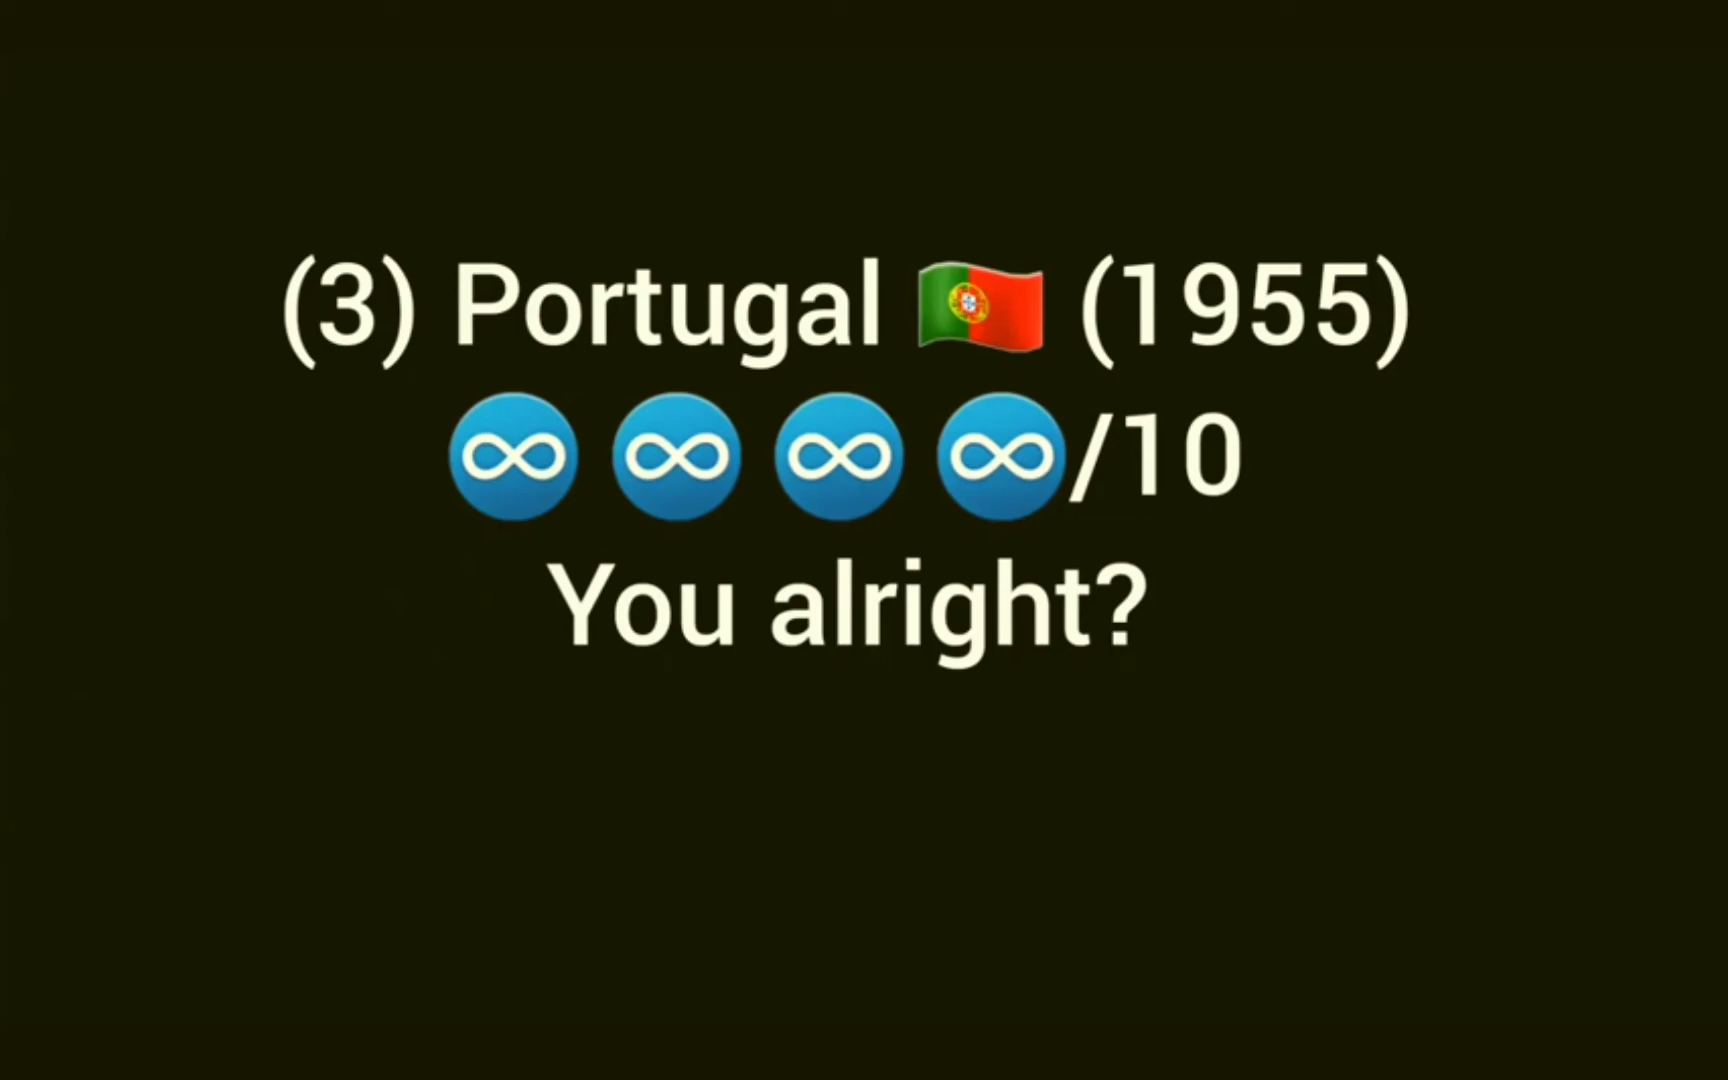 (3) Portugal 🇵🇹 (1955)
♾️ ♾️ ♾️ ♾️/10
You alright?